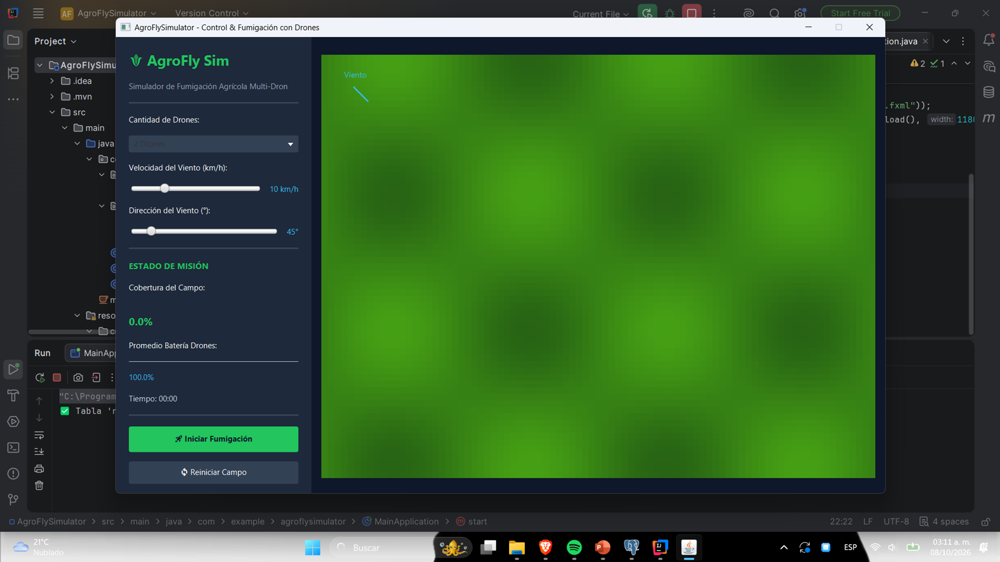 AF AgroFlySimulator Version Control Current File Start Free Trial
AgroFlySimulator - Control & Fumigación con Drones
Project
AgroFlySimu
.idea
.mvn
src
main
java
reso
AgroFly Sim
Simulador de Fumigación Agrícola Multi-Dron
Cantidad de Drones:
2 Drones
Velocidad del Viento (km/h):
10 km/h
Dirección del Viento (°):
45°
ESTADO DE MISIÓN
Cobertura del Campo:
0.0%
Promedio Batería Drones:
100.0%
Tiempo: 00:00
Iniciar Fumigación
Reiniciar Campo
Viento
tion.java
2 1
.fxml"));
load(), width: 1180
m
Run MainApp
"C:\Program
Tabla 'n
AgroFlySimulator > src > main > java > com > example > agroflysimulator > MainApplication > start
22:22 LF UTF-8 4 spaces
21°C
Nublado
Buscar
ESP
03:11 a. m.
08/10/2026